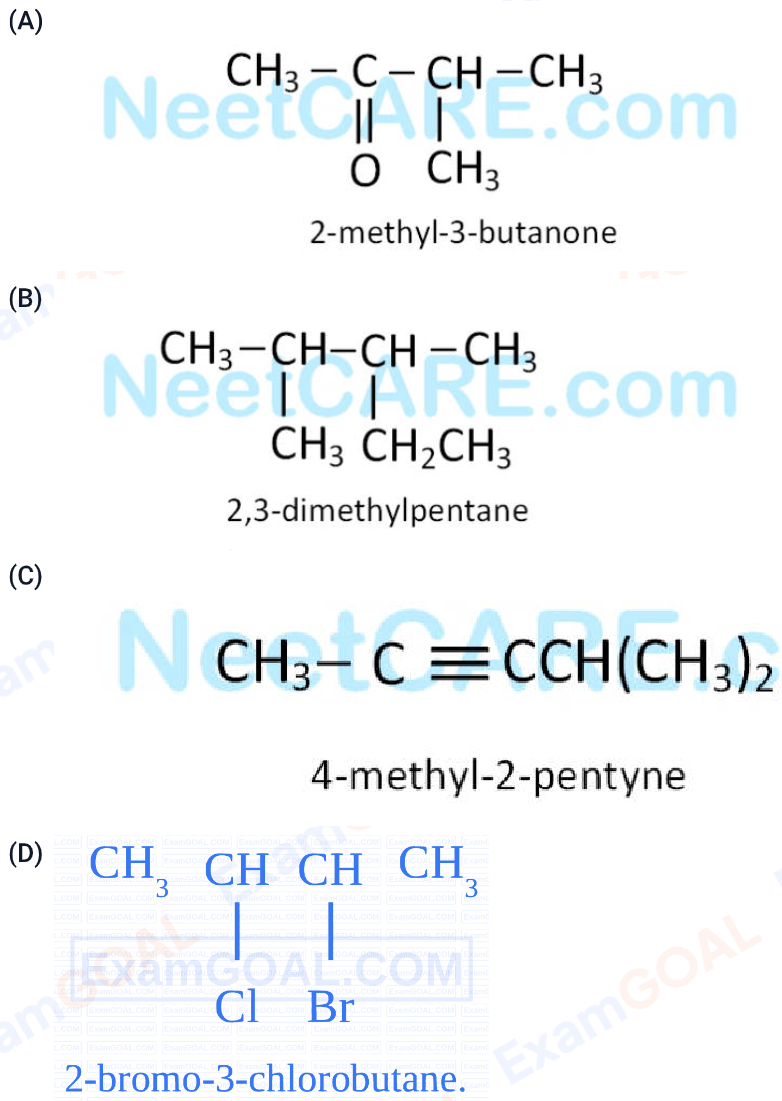 (A)
CH₃ – C – CH – CH₃
|| |
O CH₃
2-methyl-3-butanone
(B)
CH₃–CH–CH –CH₃
| |
CH₃ CH₂CH₃
2,3-dimethylpentane
(C)
CH₃– C ≡ CCH(CH₃)₂
4-methyl-2-pentyne
(D)
CH₃ CH CH CH₃
| |
Cl Br
2-bromo-3-chlorobutane.
NeetCARE.com
NeetCARE.com
NeetCARE.c
ExamGOAL.COM
ExamGOAL